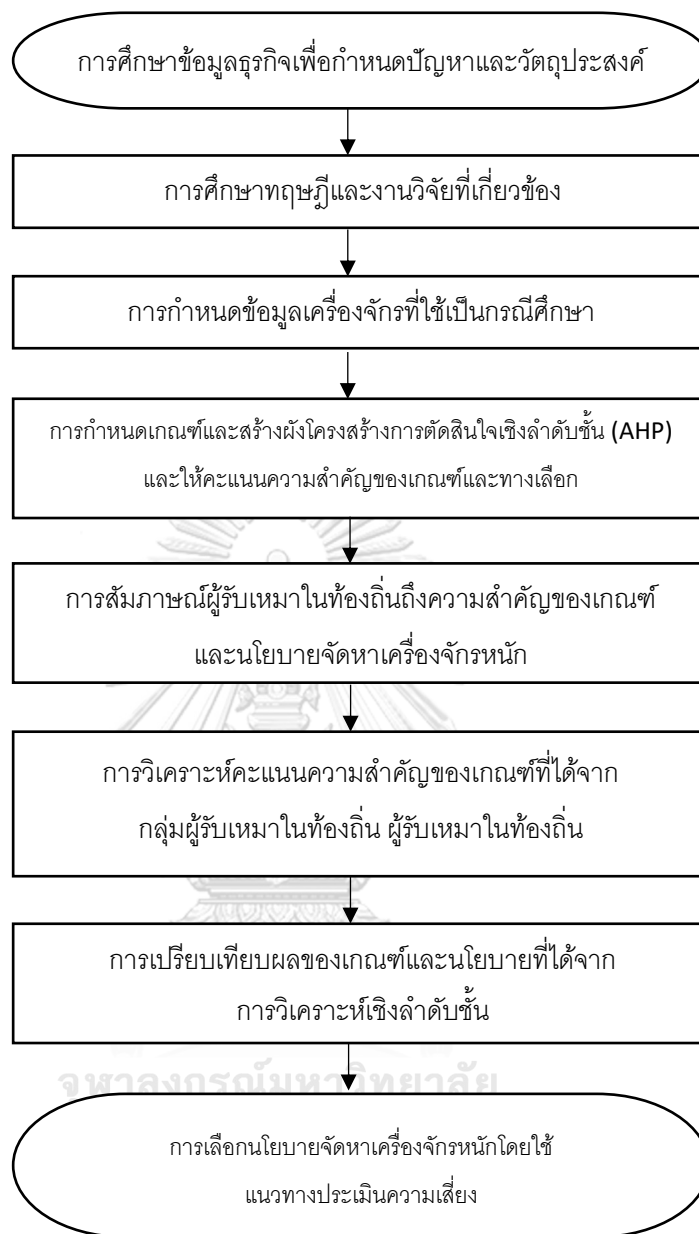 การศึกษาข้อมูลธุรกิจเพื่อกำหนดปัญหาและวัตถุประสงค์
การศึกษาทฤษฎีและงานวิจัยที่เกี่ยวข้อง
การกำหนดข้อมูลเครื่องจักรที่ใช้เป็นกรณีศึกษา
การกำหนดเกณฑ์และสร้างผังโครงสร้างการตัดสินใจเชิงลำดับชั้น (AHP)
และให้คะแนนความสำคัญของเกณฑ์และทางเลือก
การสัมภาษณ์ผู้รับเหมาในท้องถิ่นถึงความสำคัญของเกณฑ์
และนโยบายจัดหาเครื่องจักรหนัก
การวิเคราะห์คะแนนความสำคัญของเกณฑ์ที่ได้จาก
กลุ่มผู้รับเหมาในท้องถิ่น ผู้รับเหมาในท้องถิ่น
การเปรียบเทียบผลของเกณฑ์และนโยบายที่ได้จาก
การวิเคราะห์เชิงลำดับชั้น
จุฬาลงกรณ์มหาวิทยาลัย
การเลือกนโยบายจัดหาเครื่องจักรหนักโดยใช้
แนวทางประเมินความเสี่ยง